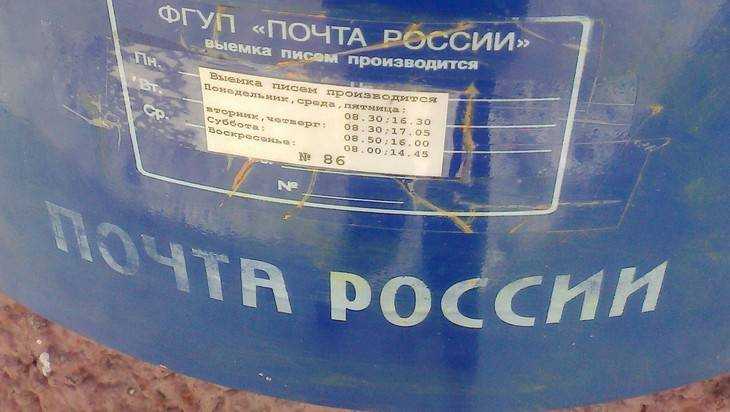 ФГУП «ПОЧТА РОССИИ»
выемка писем производится
Пн.
Вт.
Ср.
Выемка писем производится
Понедельник,среда,пятница:
08.30;16.30
вторник,четверг: 08.30;17.05
Суббота: 08.50;16.00
Воскресенье: 08.00;14.45
№ 86
№
ПОЧТА РОССИИ